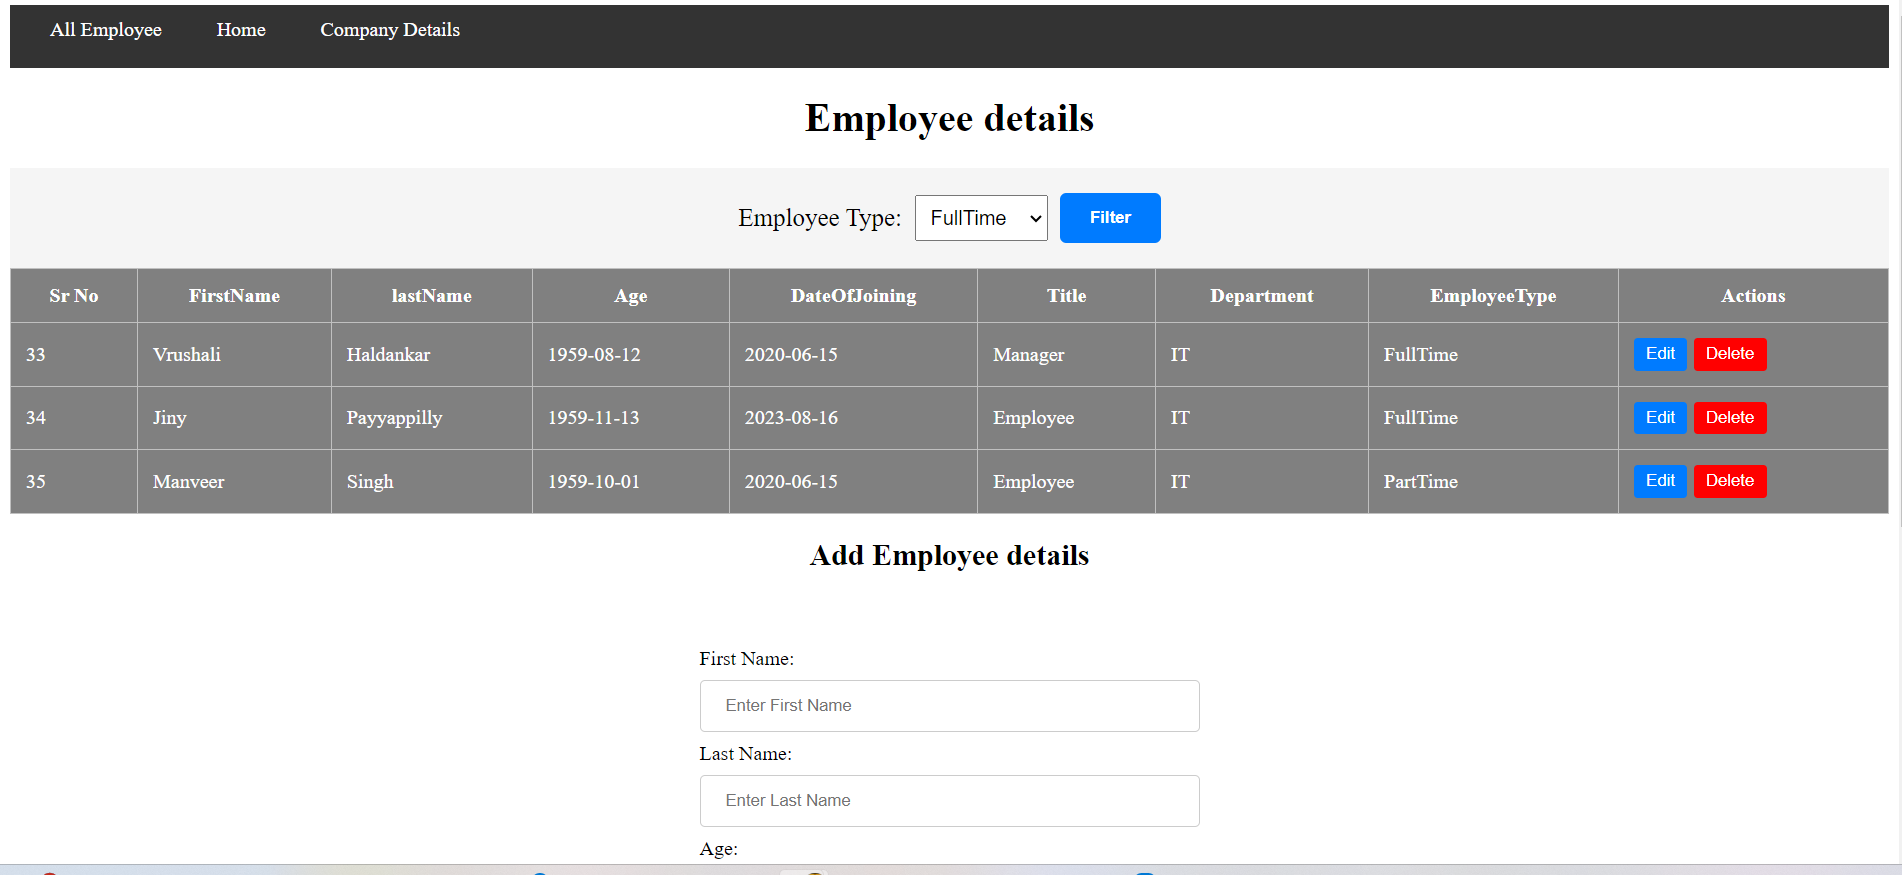 All Employee Home Company Details
Employee details
Employee Type: FullTime Filter
Sr No FirstName lastName Age DateOfJoining Title Department EmployeeType Actions
33 Vrushali Haldankar 1959-08-12 2020-06-15 Manager IT FullTime Edit Delete
34 Jiny Payyappilly 1959-11-13 2023-08-16 Employee IT FullTime Edit Delete
35 Manveer Singh 1959-10-01 2020-06-15 Employee IT PartTime Edit Delete
Add Employee details
First Name:
Enter First Name
Last Name:
Enter Last Name
Age: